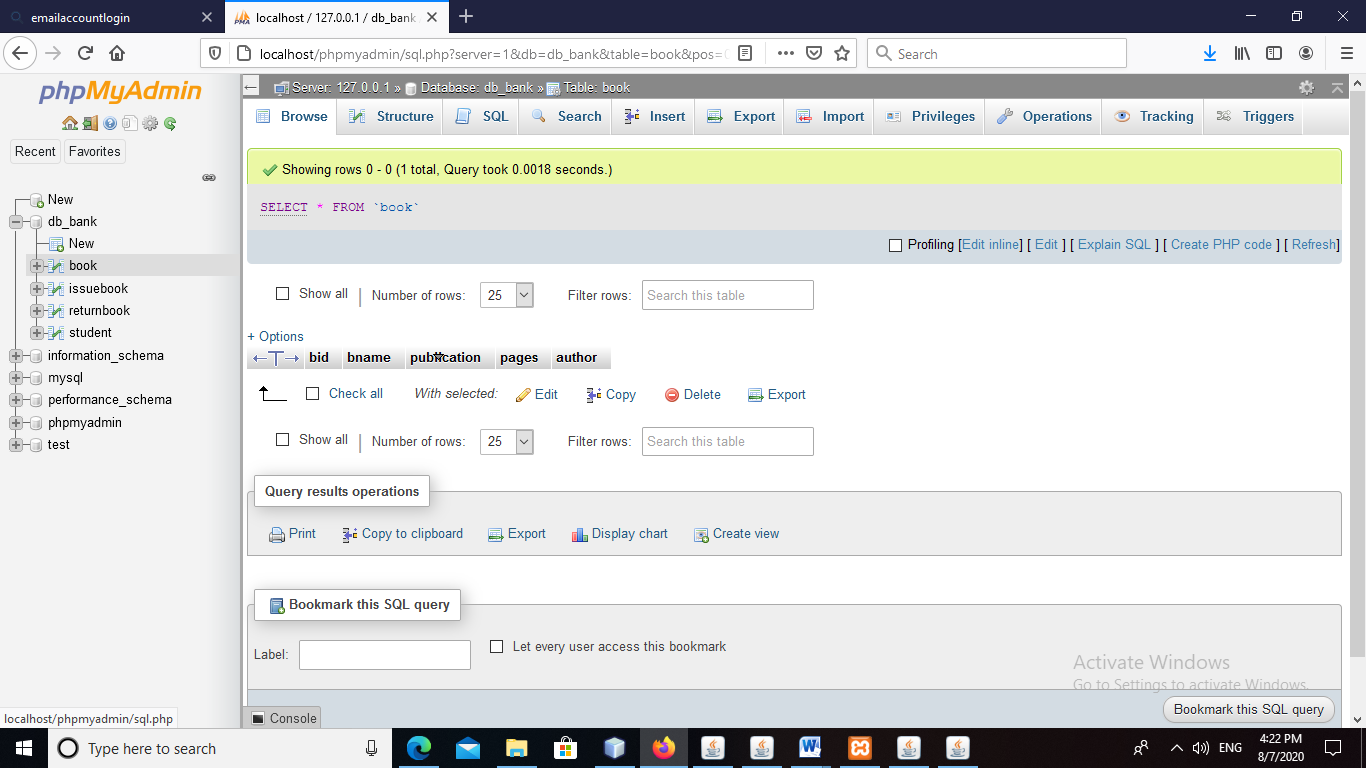 emailaccountlogin
localhost / 127.0.0.1 / db_bank
localhost/phpmyadmin/sql.php?server=1&db=db_bank&table=book&pos=
Search
phpMyAdmin
Recent Favorites
New
db_bank
New
book
issuebook
returnbook
student
information_schema
mysql
performance_schema
phpmyadmin
test
localhost/phpmyadmin/sql.php
Server: 127.0.0.1 » Database: db_bank » Table: book
Browse Structure SQL Search Insert Export Import Privileges Operations Tracking Triggers
Showing rows 0 - 0 (1 total, Query took 0.0018 seconds.)
SELECT * FROM `book`
Profiling [Edit inline] [ Edit ] [ Explain SQL ] [ Create PHP code ] [ Refresh]
Show all | Number of rows: 25 Filter rows: Search this table
+ Options
←T→ bid bname publication pages author
Check all With selected: Edit Copy Delete Export
Show all | Number of rows: 25 Filter rows: Search this table
Query results operations
Print Copy to clipboard Export Display chart Create view
Bookmark this SQL query
Label: Let every user access this bookmark
Activate Windows
Go to Settings to activate Windows.
Bookmark this SQL query
Console
Type here to search
ENG
4:22 PM
8/7/2020